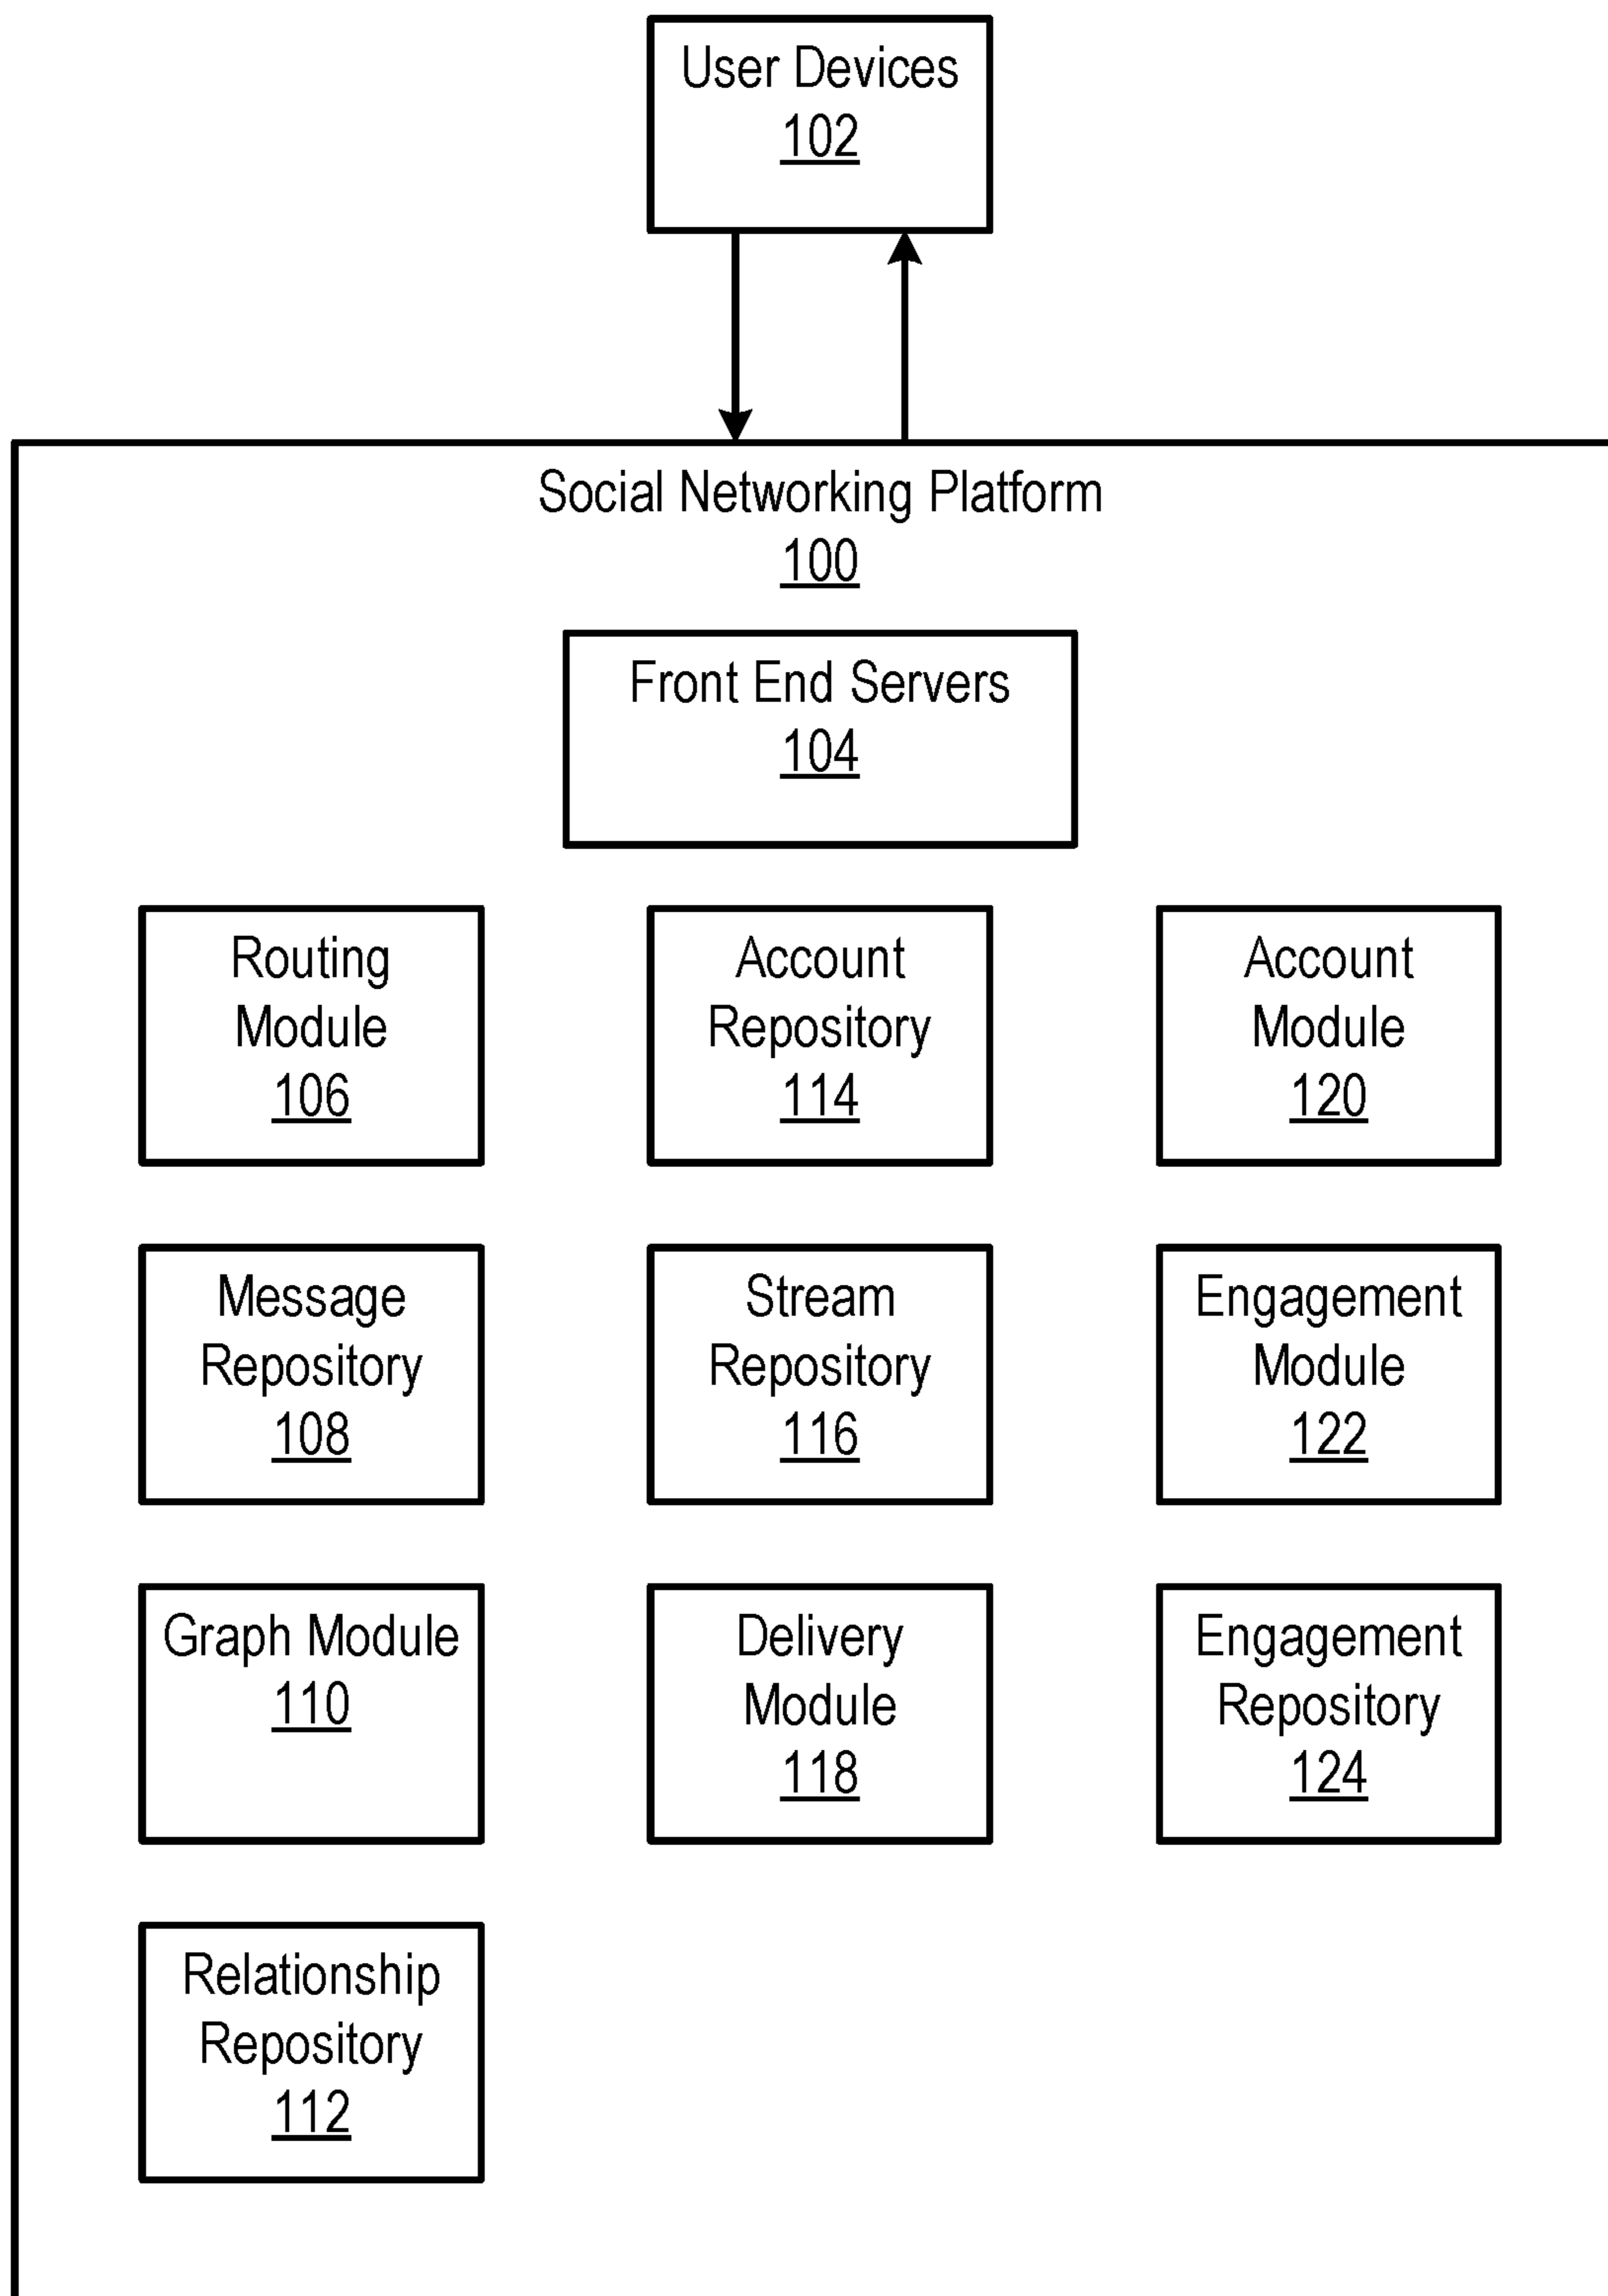 User Devices
102
Social Networking Platform
100
Front End Servers
104
Routing
Module
106
Account
Repository
114
Account
Module
120
Message
Repository
108
Stream
Repository
116
Engagement
Module
122
Graph Module
110
Delivery
Module
118
Engagement
Repository
124
Relationship
Repository
112